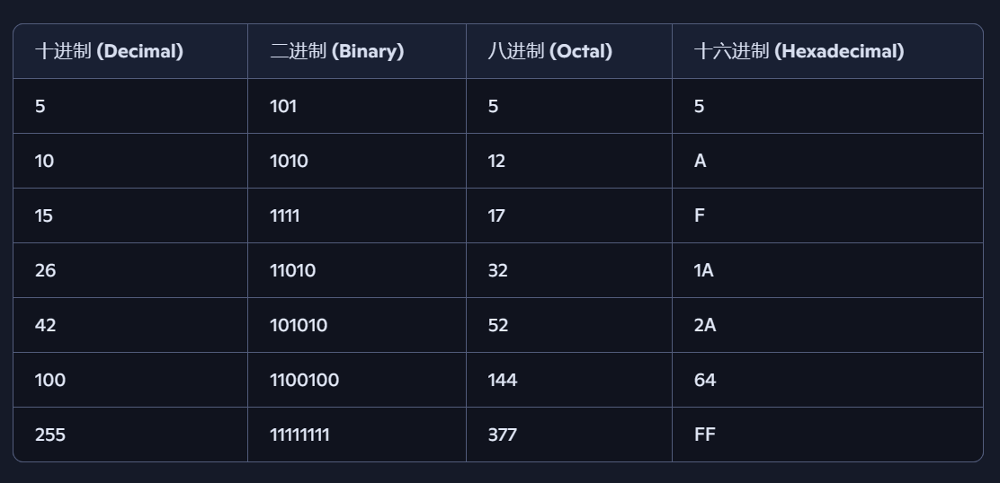 十进制 (Decimal) 二进制 (Binary) 八进制 (Octal) 十六进制 (Hexadecimal)
5 101 5 5
10 1010 12 A
15 1111 17 F
26 11010 32 1A
42 101010 52 2A
100 1100100 144 64
255 11111111 377 FF